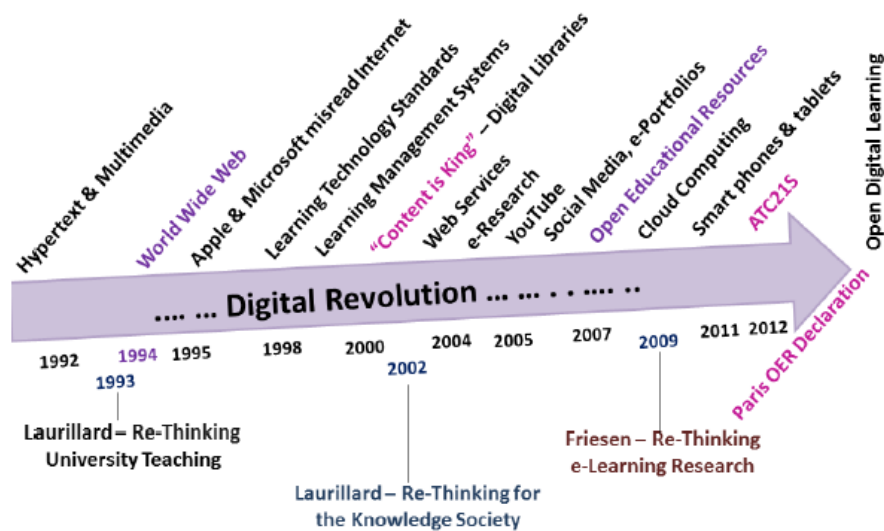 Hypertext & Multimedia
World Wide Web
Apple & Microsoft misread Internet
Learning Technology Standards
Learning Management Systems
“Content is King” – Digital Libraries
Web Services
e-Research
YouTube
Social Media, e-Portfolios
Open Educational Resources
Cloud Computing
Smart phones & tablets
ATC21S
Open Digital Learning
.... ... Digital Revolution ... ... . . .... ..
1992
1994
1995
1998
2000
2004
2005
2007
2009
2011
2012
1993
2002
Paris OER Declaration
Laurillard – Re-Thinking
University Teaching
Friesen – Re-Thinking
e-Learning Research
Laurillard – Re-Thinking for
the Knowledge Society